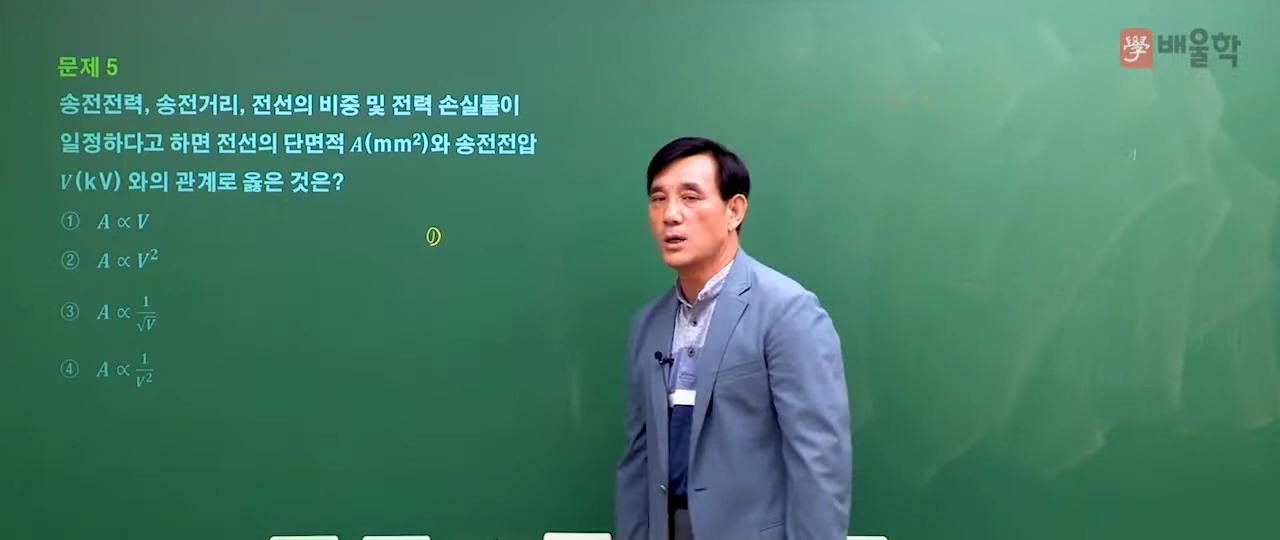 學 배울학
문제 5
송전전력, 송전거리, 전선의 비중 및 전력 손실률이
일정하다고 하면 전선의 단면적 A(mm²)와 송전전압
V(kV) 와의 관계로 옳은 것은?
① A ∝ V
② A ∝ V²
③ A ∝ 1/√V
④ A ∝ 1/V²
①